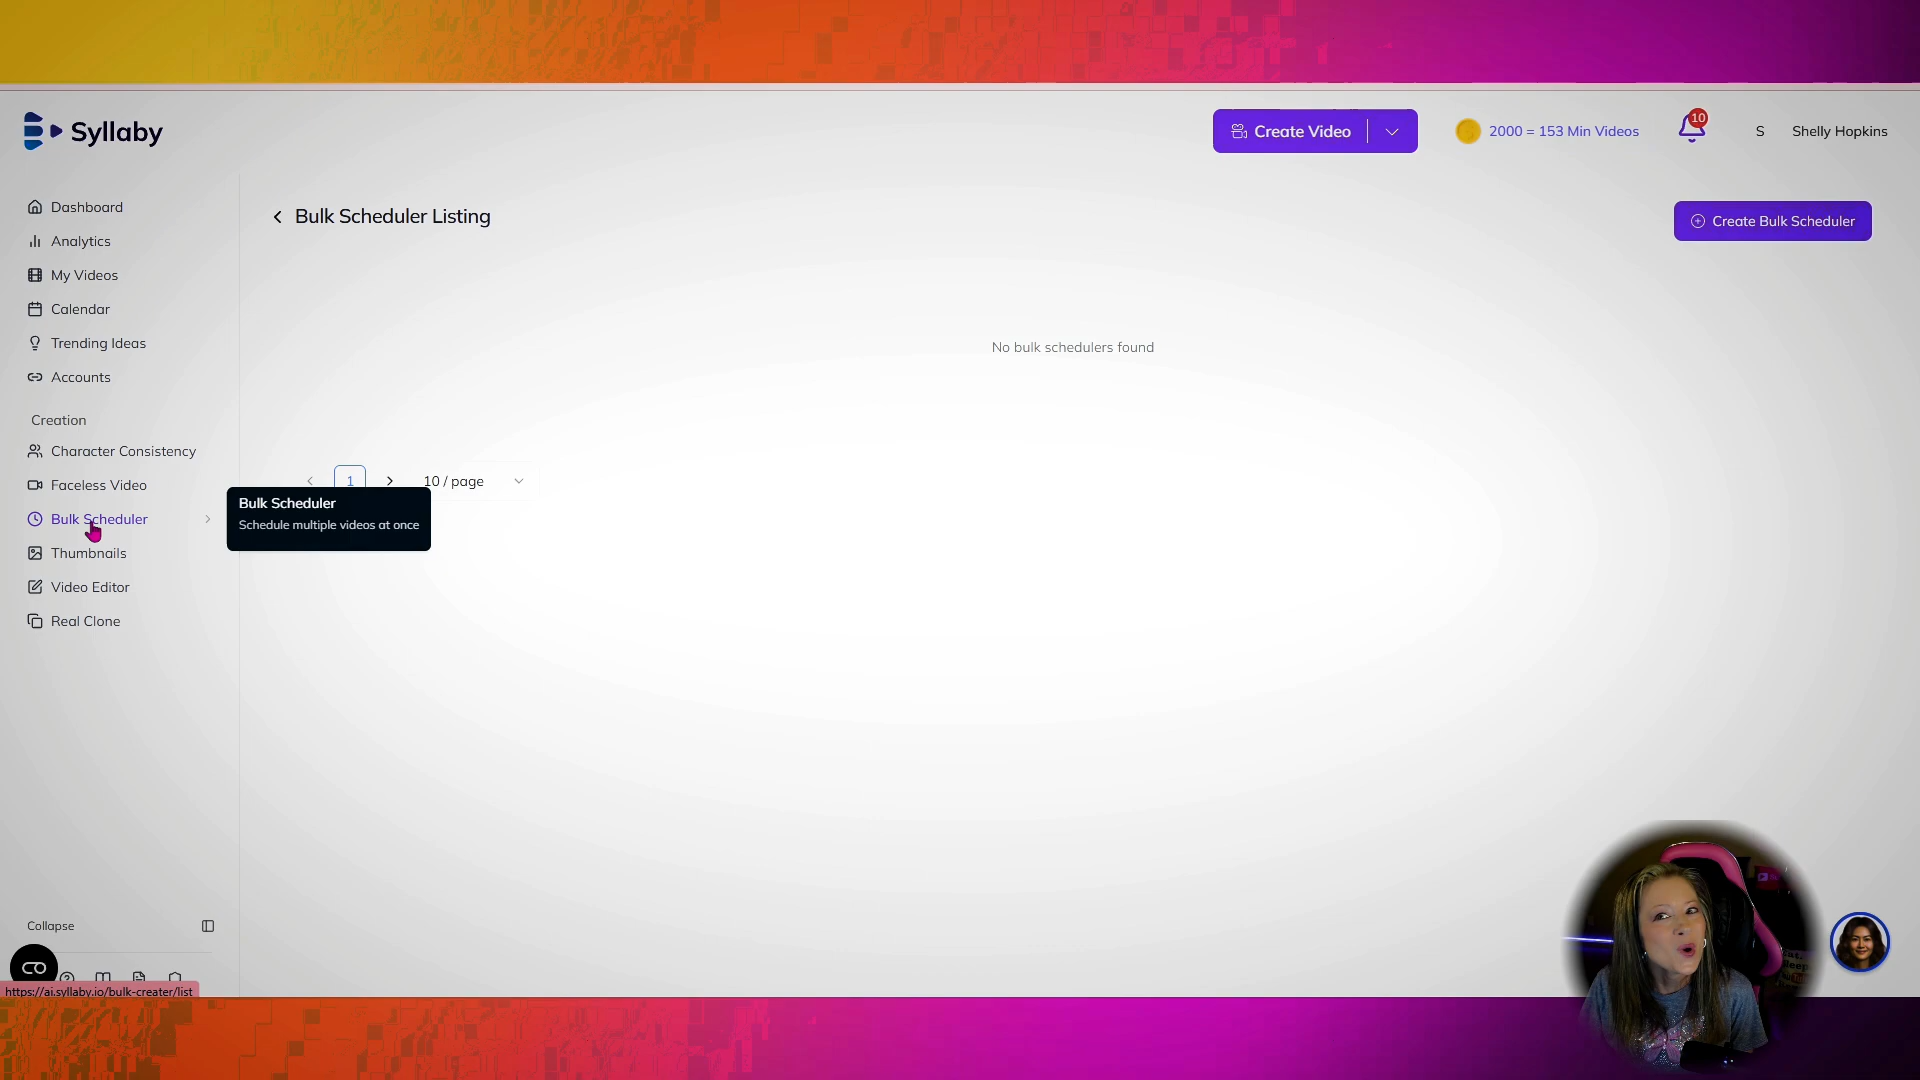 Syllaby
Create Video
2000 = 153 Min Videos
10
S
Shelly Hopkins
Dashboard
Analytics
My Videos
Calendar
Trending Ideas
Accounts
Creation
Character Consistency
Faceless Video
Bulk Scheduler
Thumbnails
Video Editor
Real Clone
Bulk Scheduler Listing
Create Bulk Scheduler
No bulk schedulers found
1
10 / page
Bulk Scheduler
Schedule multiple videos at once
Collapse
https://ai.syllaby.io/bulk-creater/list